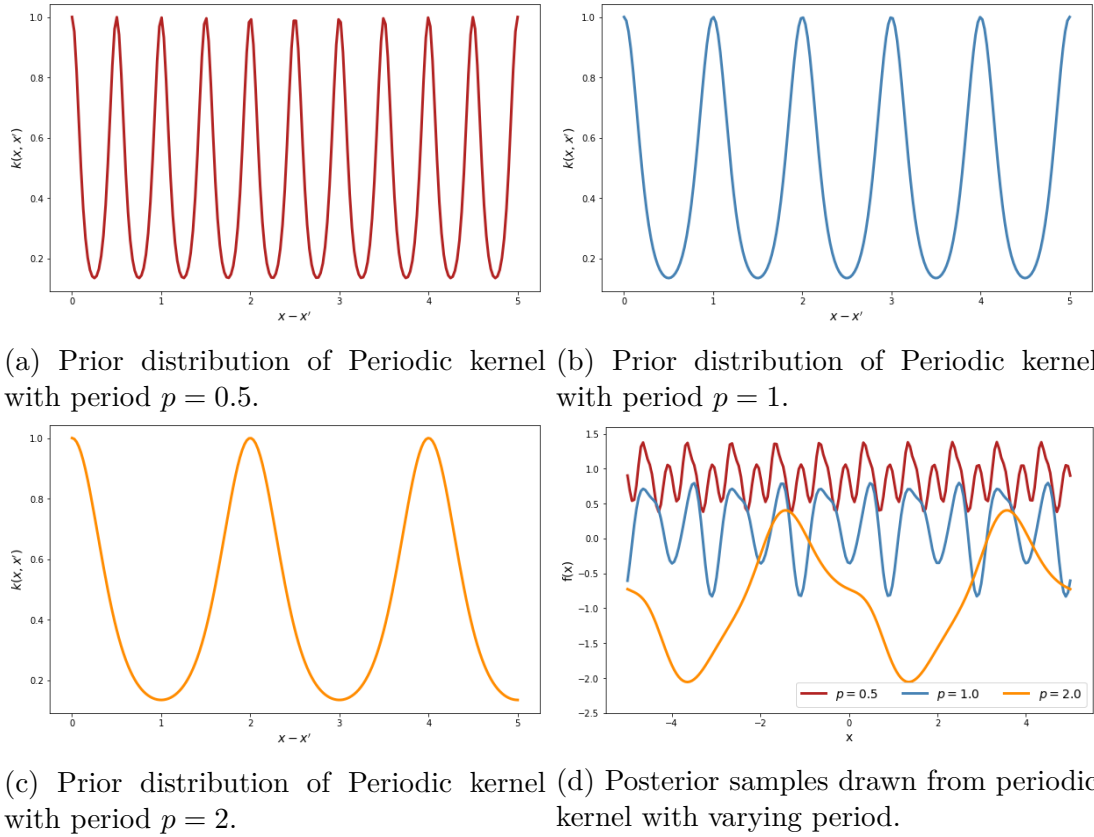 1.0
0.8
0.6
0.4
0.2
k(x, x′)
0 1 2 3 4 5
x − x′
1.0
0.8
0.6
0.4
0.2
k(x, x′)
0 1 2 3 4 5
x − x′
(a) Prior distribution of Periodic kernel
with period p = 0.5.
(b) Prior distribution of Periodic kernel
with period p = 1.
1.0
0.8
0.6
0.4
0.2
k(x, x′)
0 1 2 3 4 5
x − x′
1.5
1.0
0.5
0.0
−0.5
−1.0
−1.5
−2.0
−2.5
f(x)
p = 0.5 p = 1.0 p = 2.0
−4 −2 0 2 4
x
(c) Prior distribution of Periodic kernel
with period p = 2.
(d) Posterior samples drawn from periodic
kernel with varying period.